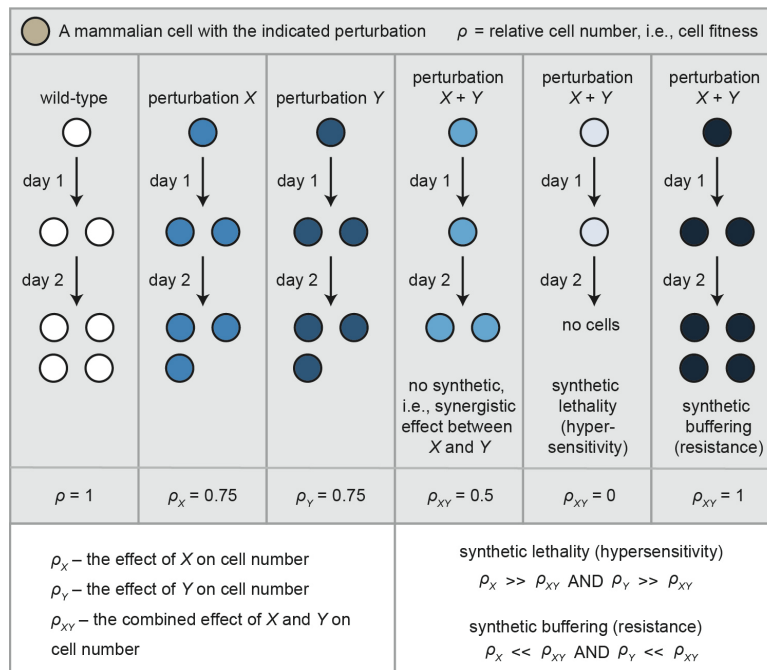 A mammalian cell with the indicated perturbation
ρ = relative cell number, i.e., cell fitness
wild-type
day 1
day 2
ρ = 1
perturbation X
day 1
day 2
ρX = 0.75
perturbation Y
day 1
day 2
ρY = 0.75
perturbation
X + Y
day 1
day 2
no synthetic,
i.e., synergistic
effect between
X and Y
ρXY = 0.5
perturbation
X + Y
day 1
day 2
no cells
synthetic
lethality
(hyper-
sensitivity)
ρXY = 0
perturbation
X + Y
day 1
day 2
synthetic
buffering
(resistance)
ρXY = 1
ρX – the effect of X on cell number
ρY – the effect of Y on cell number
ρXY – the combined effect of X and Y on
cell number
synthetic lethality (hypersensitivity)
ρX >> ρXY AND ρY >> ρXY
synthetic buffering (resistance)
ρX << ρXY AND ρY << ρXY